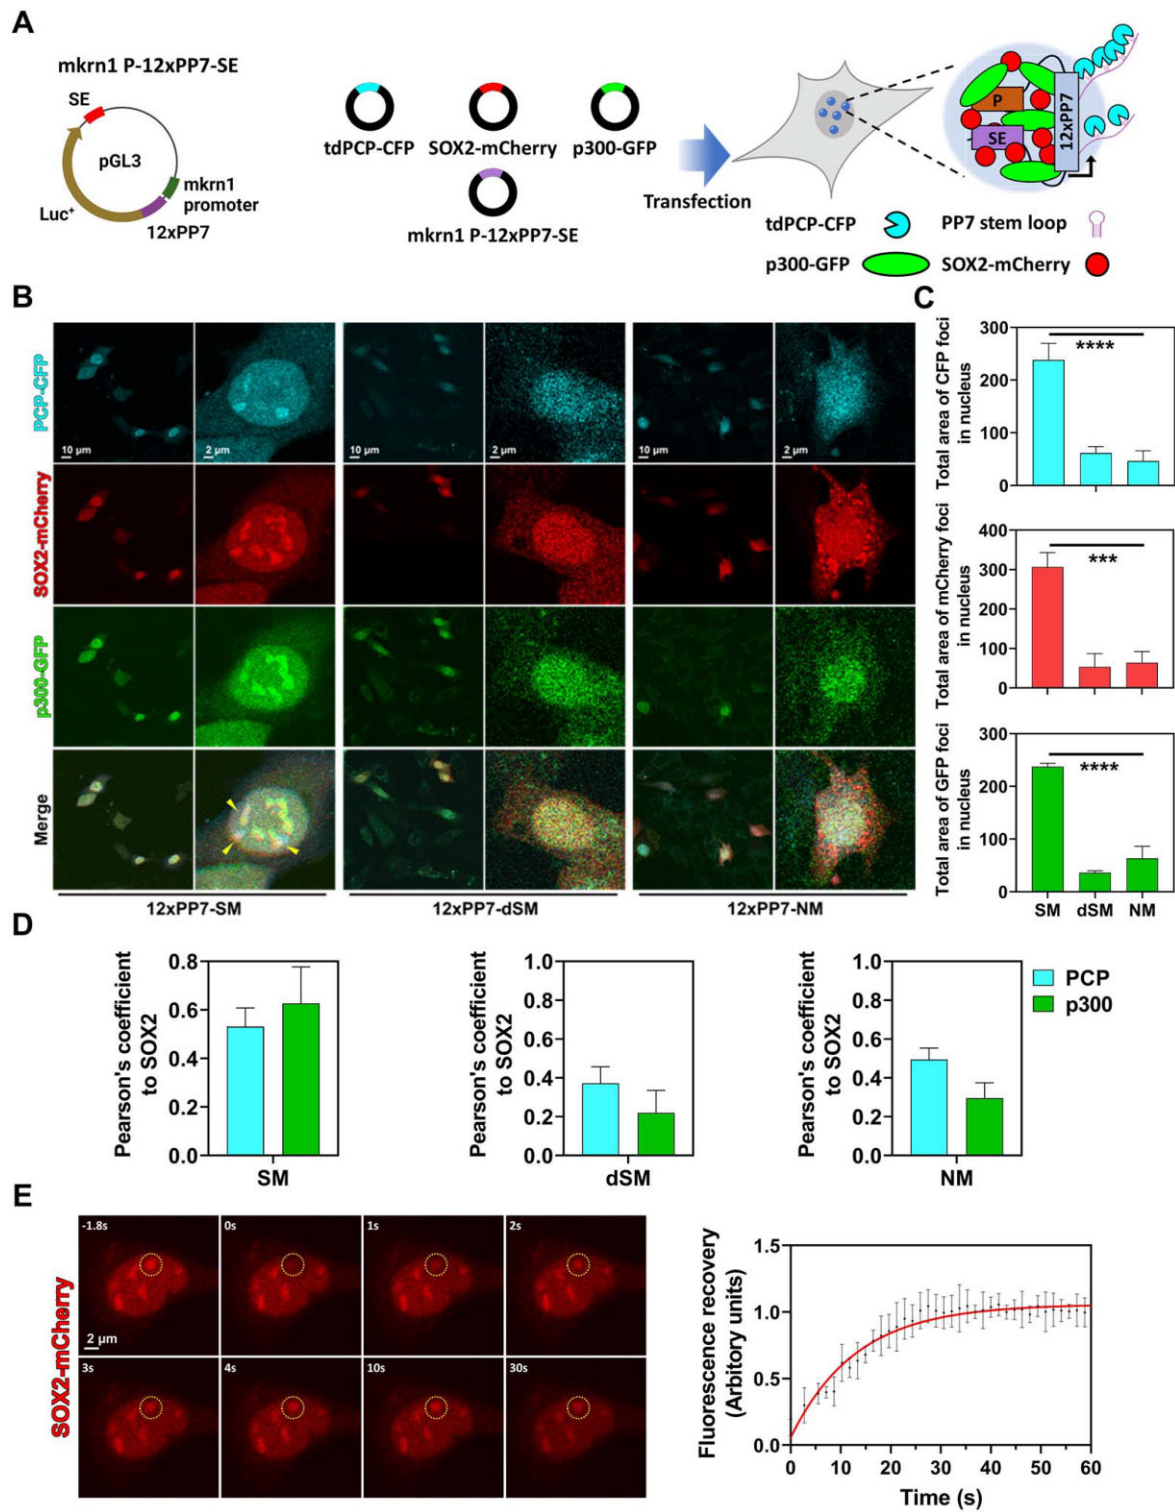 A
mkrn1 P-12xPP7-SE
SE
pGL3
Luc⁺
mkrn1
promoter
12xPP7
tdPCP-CFP
SOX2-mCherry
p300-GFP
mkrn1 P-12xPP7-SE
Transfection
P
SE
12xPP7
tdPCP-CFP
PP7 stem loop
p300-GFP
SOX2-mCherry
B
PCP-CFP
10 μm
2 μm
10 μm
2 μm
10 μm
2 μm
SOX2-mCherry
p300-GFP
Merge
12xPP7-SM
12xPP7-dSM
12xPP7-NM
C
Total area of CFP foci
in nucleus
300
200
100
0
****
Total area of mCherry foci
in nucleus
400
300
200
100
0
***
Total area of GFP foci
in nucleus
300
200
100
0
****
SM
dSM
NM
D
Pearson's coefficient
to SOX2
0.8
0.6
0.4
0.2
0.0
SM
Pearson's coefficient
to SOX2
1.0
0.8
0.6
0.4
0.2
0.0
dSM
Pearson's coefficient
to SOX2
1.0
0.8
0.6
0.4
0.2
0.0
NM
PCP
p300
E
SOX2-mCherry
-1.8s
0s
1s
2s
2 μm
3s
4s
10s
30s
Fluorescence recovery
(Arbitory units)
1.5
1.0
0.5
0.0
0
10
20
30
40
50
60
Time (s)